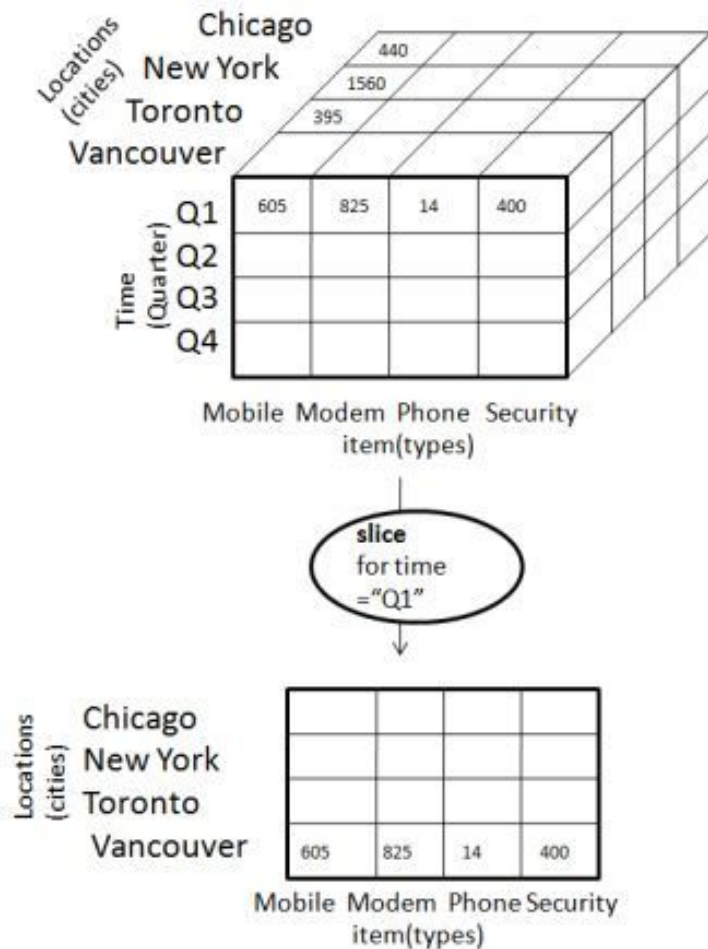 Chicago
New York
Toronto
Vancouver
Locations
(cities)
440
1560
395
Q1
Q2
Q3
Q4
Time
(Quarter)
605 825 14 400
Mobile Modem Phone Security
item(types)
slice
for time
=“Q1”
Locations
(cities)
Chicago
New York
Toronto
Vancouver
605 825 14 400
Mobile Modem Phone Security
item(types)